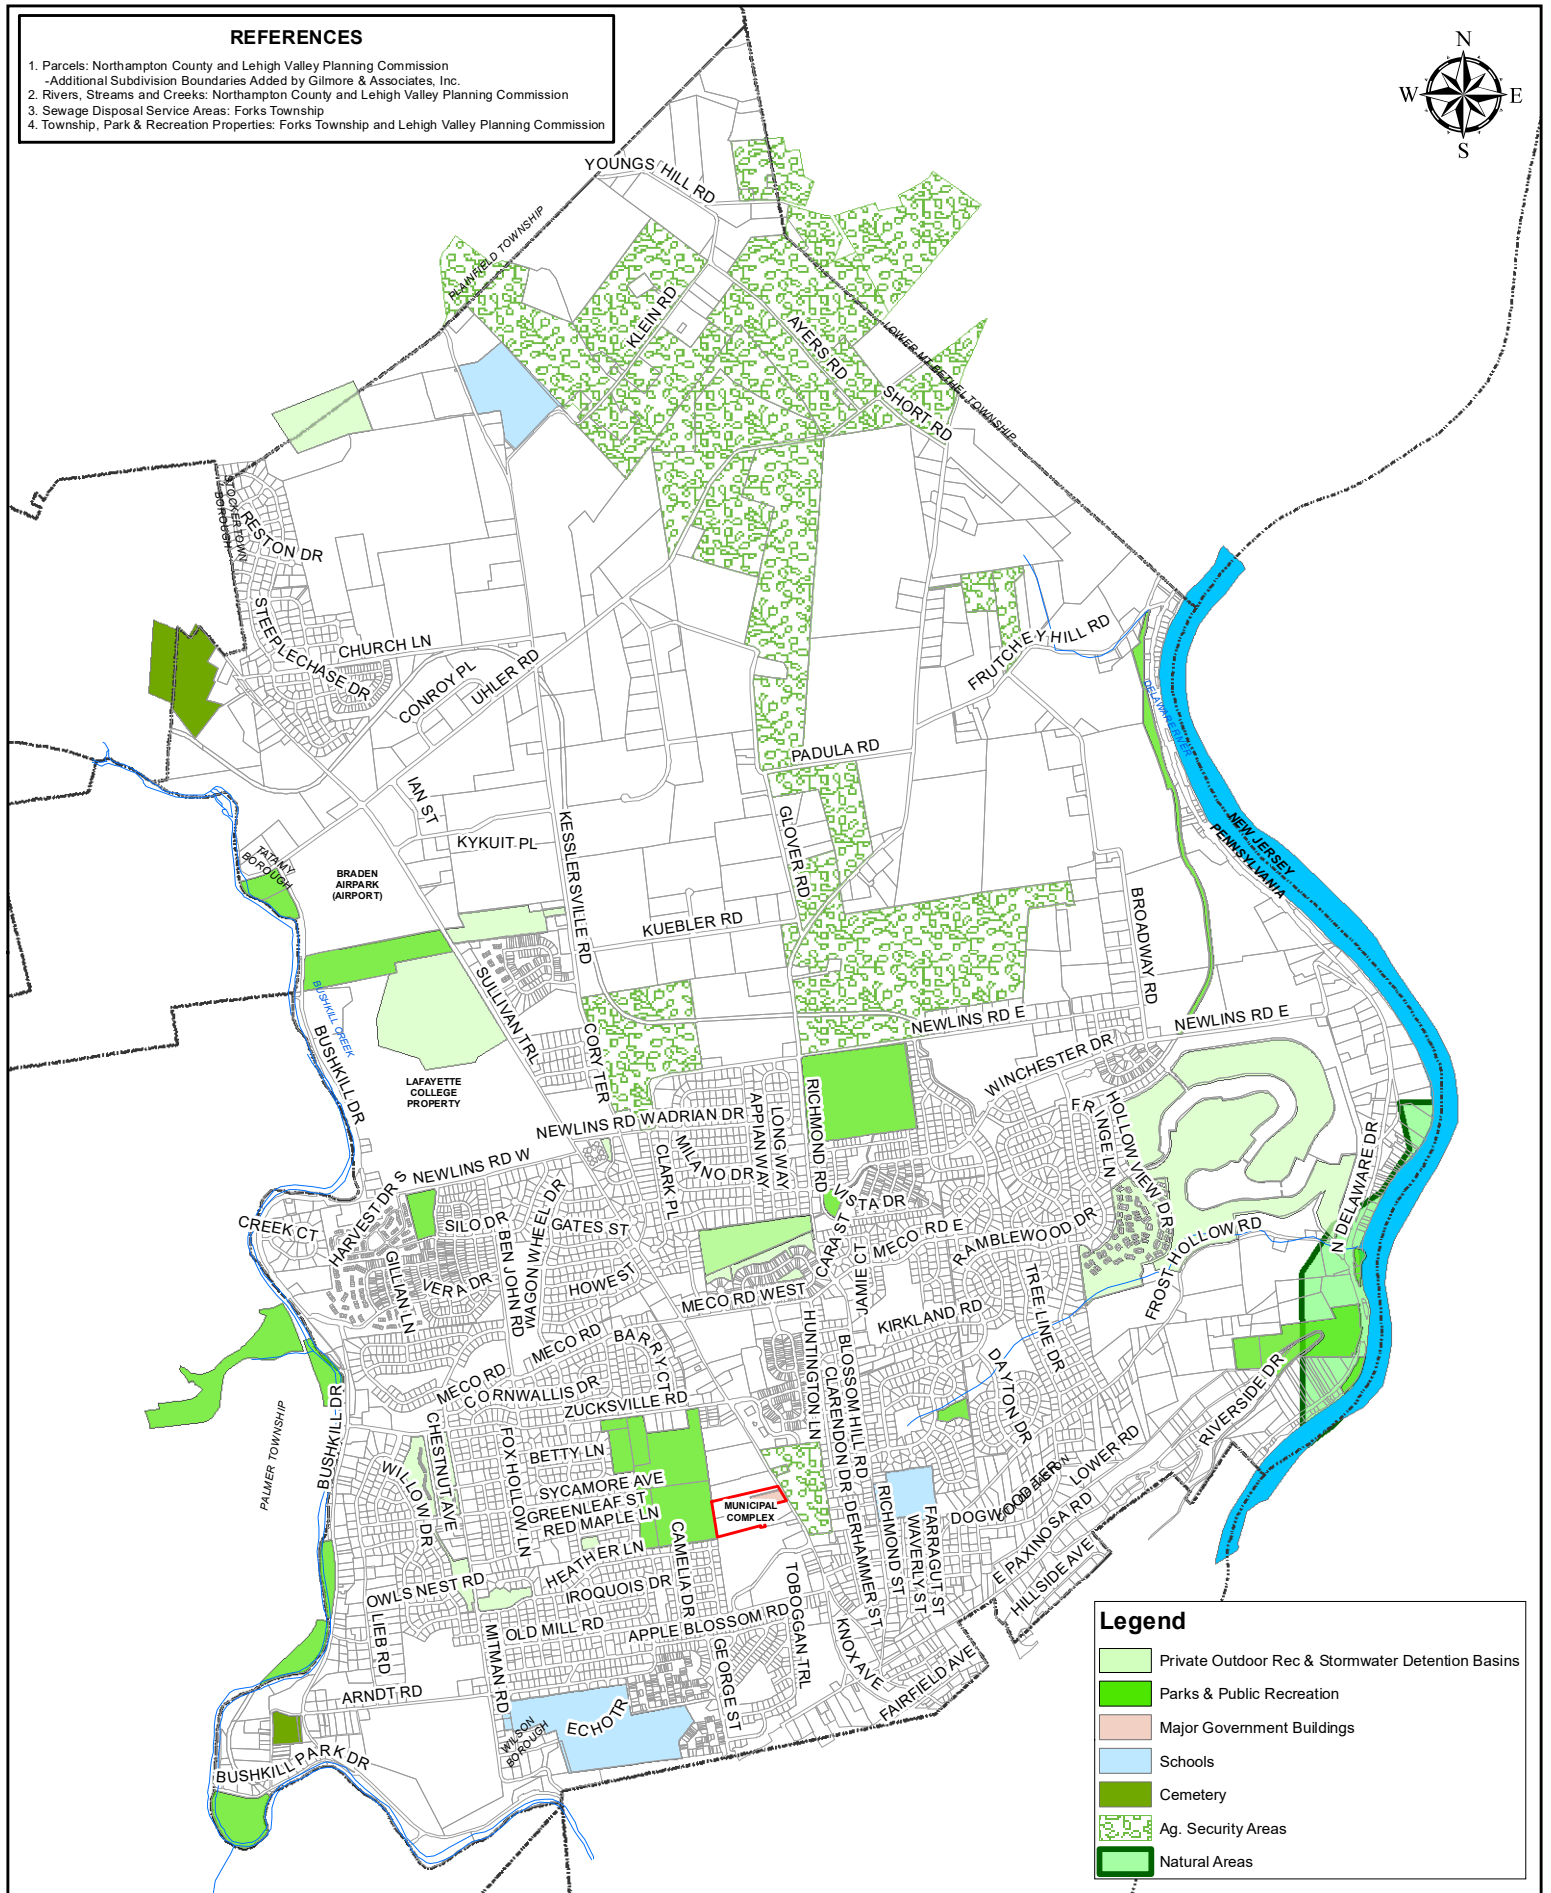 REFERENCES
1. Parcels: Northampton County and Lehigh Valley Planning Commission
-Additional Subdivision Boundaries Added by Gilmore & Associates, Inc.
2. Rivers, Streams and Creeks: Northampton County and Lehigh Valley Planning Commission
3. Sewage Disposal Service Areas: Forks Township
4. Township, Park & Recreation Properties: Forks Township and Lehigh Valley Planning Commission
N
W
E
S
YOUNGS HILL RD
PLAINFIELD TOWNSHIP
KLEIN RD
AYERS RD
LOWER MT BETHEL TOWNSHIP
SHORT RD
STOCKERTOWN
BOROUGH
RESTON DR
STEEPLECHASE DR
CHURCH LN
CONROY PL
UHLER RD
FRUTCHEY HILL RD
DELAWARE RIVER
PADULA RD
IAN ST
KYKUIT PL
KESSLERSVILLE RD
GLOVER RD
NEW JERSEY
PENNSYLVANIA
TATAMY
BOROUGH
BRADEN
AIRPARK
(AIRPORT)
KUEBLER RD
BROADWAY RD
SULLIVAN TRL
BUSHKILL CREEK
BUSHKILL DR
CORY TER
NEWLINS RD E
NEWLINS RD E
WINCHESTER DR
LAFAYETTE
COLLEGE
PROPERTY
NEWLINS RD W
ADRIAN DR
APPIAN WAY
LONG WAY
RICHMOND RD
FRINGE LN
HOLLOW VIEW DR
N DELAWARE DR
NEWLINS RD W
CLARK PL
MILANO DR
VISTA DR
HARVEST DR S
CREEK CT
SILO DR
BEN JOHN RD
WAGON WHEEL DR
GATES ST
CARA ST
MECO RD E
RAMBLEWOOD DR
FROST HOLLOW RD
GILLIAN LN
VERA DR
HOWE ST
MECO RD WEST
JAMIE CT
KIRKLAND RD
TREE LINE DR
MECO RD
BARRY CT
HUNTINGTON LN
BLOSSOM HILL RD
CLARENDON DR
DAYTON DR
RIVERSIDE DR
MECO RD
CORNWALLIS DR
ZUCKSVILLE RD
BUSHKILL DR
PALMER TOWNSHIP
CHESTNUT AVE
FOX HOLLOW LN
BETTY LN
WILLOW DR
SYCAMORE AVE
GREENLEAF ST
RED MAPLE LN
MUNICIPAL
COMPLEX
DERHAMMER ST
RICHMOND ST
WAVERLY ST
FARRAGUT ST
DOGWOOD TER
LOWER RD
E PAXINOSA RD
HILLSIDE AVE
HEATHER LN
CAMELIA DR
OWLS NEST RD
IROQUOIS DR
TOBOGGAN TRL
LIEB RD
MITMAN RD
OLD MILL RD
APPLE BLOSSOM RD
GEORGE ST
KNOX AVE
FAIRFIELD AVE
ARNDT RD
ECHO TR
WILSON
BOROUGH
BUSHKILL PARK DR
Legend
Private Outdoor Rec & Stormwater Detention Basins
Parks & Public Recreation
Major Government Buildings
Schools
Cemetery
Ag. Security Areas
Natural Areas